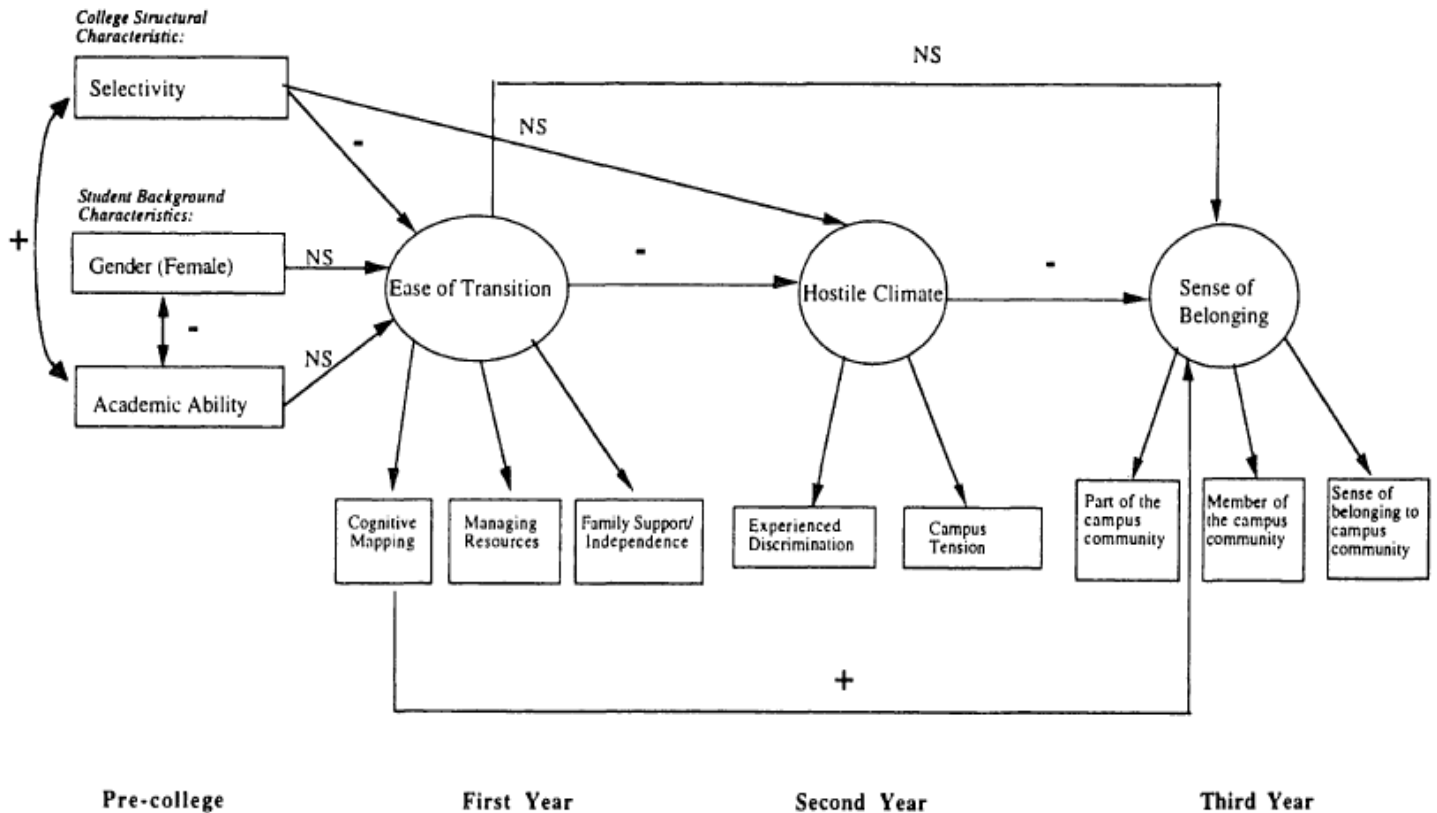 College Structural
Characteristic:
Selectivity
NS
NS
-
Student Background
Characteristics:
+
Gender (Female)
NS
-
-
Ease of Transition
Hostile Climate
Sense of
Belonging
-
NS
Academic Ability
Cognitive
Mapping
Managing
Resources
Family Support/
Independence
Experienced
Discrimination
Campus
Tension
Part of the
campus
community
Member of
the campus
community
Sense of
belonging to
campus
community
+
Pre-college
First Year
Second Year
Third Year